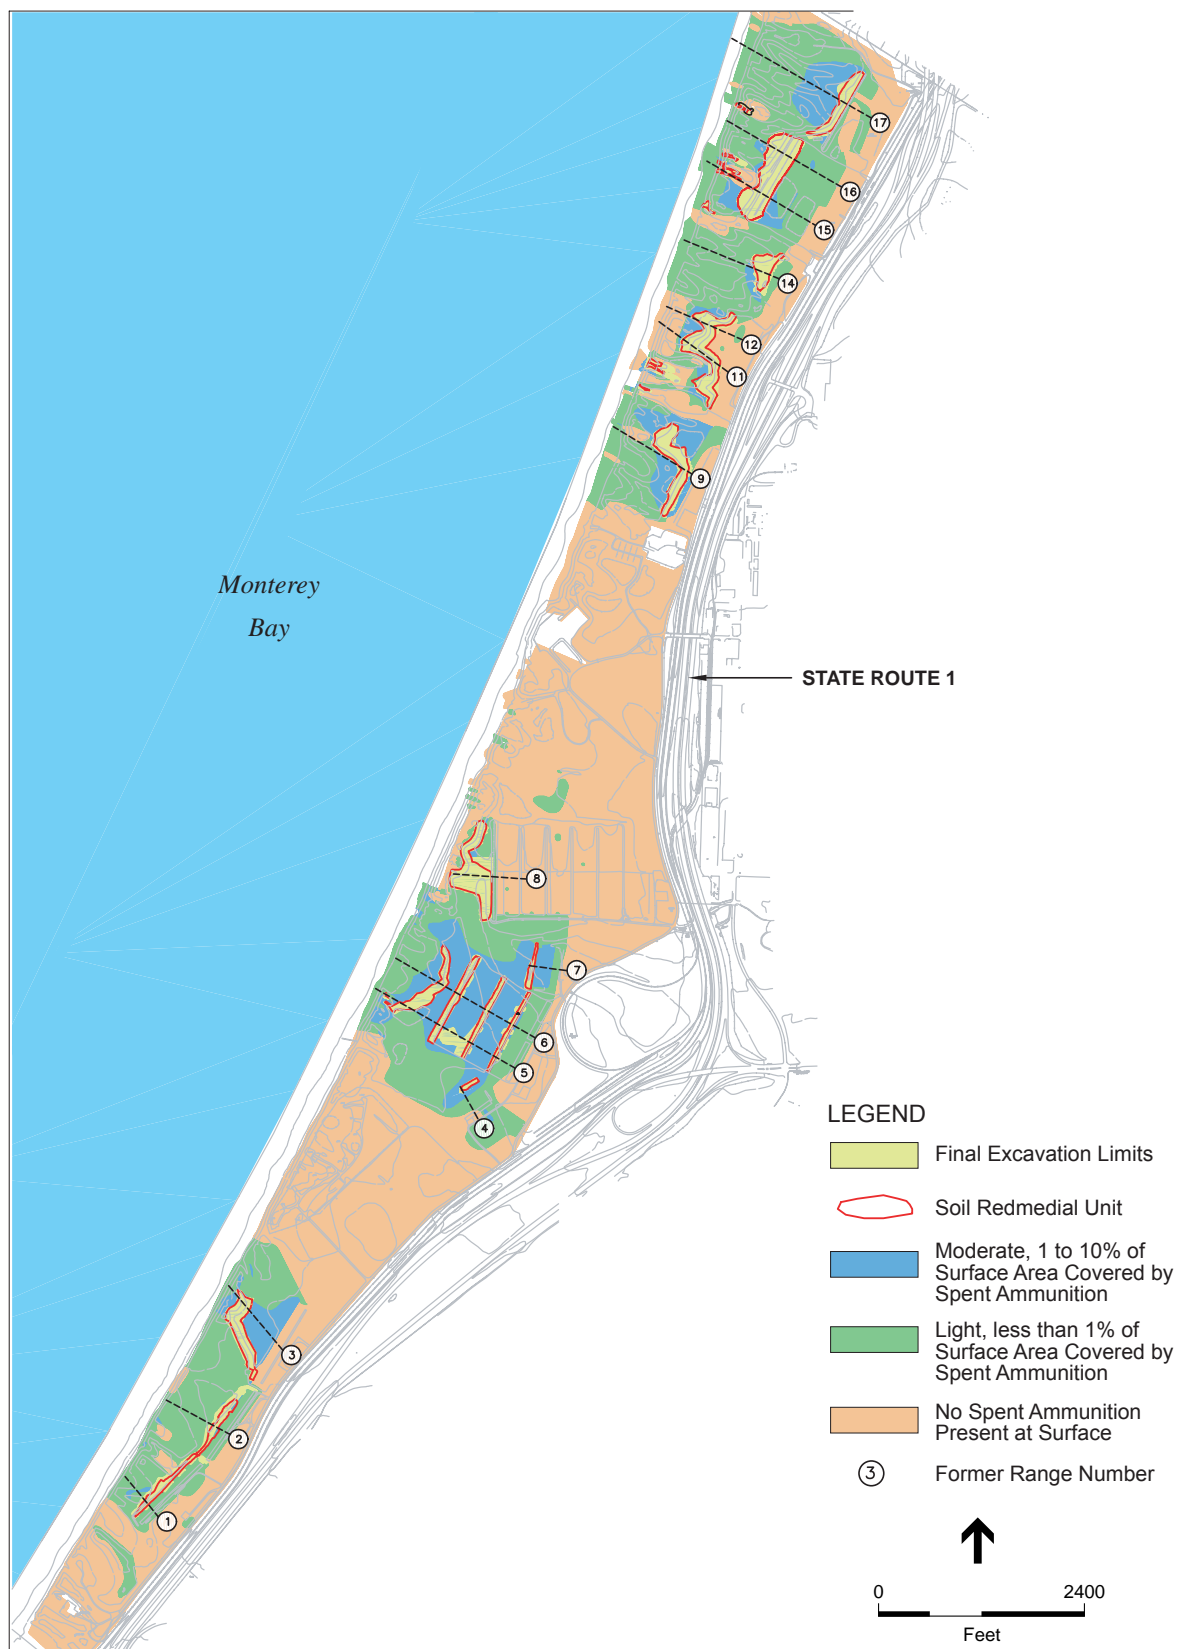 17
16
15
14
12
11
9
Monterey
Bay
STATE ROUTE 1
8
7
6
5
4
3
2
1
LEGEND
Final Excavation Limits
Soil Redmedial Unit
Moderate, 1 to 10% of
Surface Area Covered by
Spent Ammunition
Light, less than 1% of
Surface Area Covered by
Spent Ammunition
No Spent Ammunition
Present at Surface
3 Former Range Number
0 2400
Feet